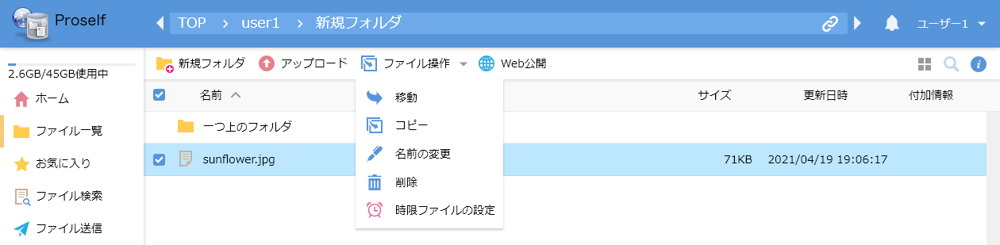 Proself
TOP user1 新規フォルダ
ユーザー1
2.6GB/45GB使用中
ホーム
ファイル一覧
お気に入り
ファイル検索
ファイル送信
新規フォルダ アップロード ファイル操作 Web公開
名前 サイズ 更新日時 付加情報
一つ上のフォルダ
sunflower.jpg 71KB 2021/04/19 19:06:17
移動
コピー
名前の変更
削除
時限ファイルの設定